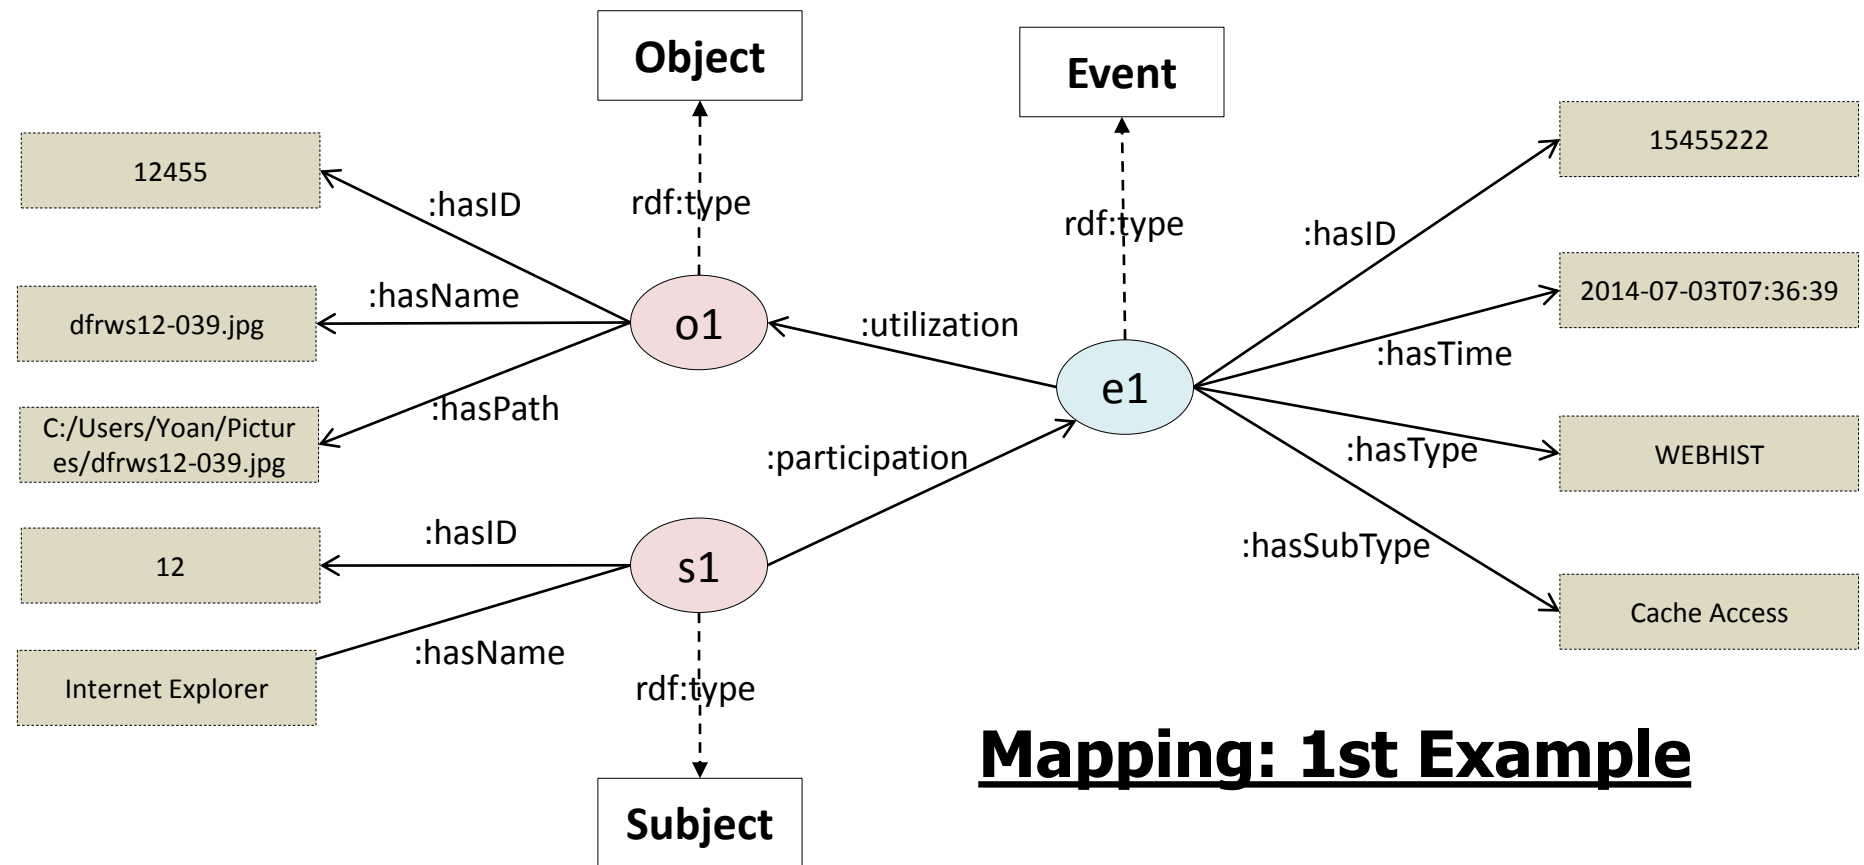 Object
Event
12455
15455222
:hasID
rdf:type
rdf:type
:hasID
dfrws12-039.jpg
:hasName
o1
:utilization
2014-07-03T07:36:39
:hasTime
e1
C:/Users/Yoan/Pictur
es/dfrws12-039.jpg
:hasPath
:participation
:hasType
WEBHIST
12
:hasID
s1
:hasSubType
Cache Access
Internet Explorer
:hasName
rdf:type
Mapping: 1st Example
Subject